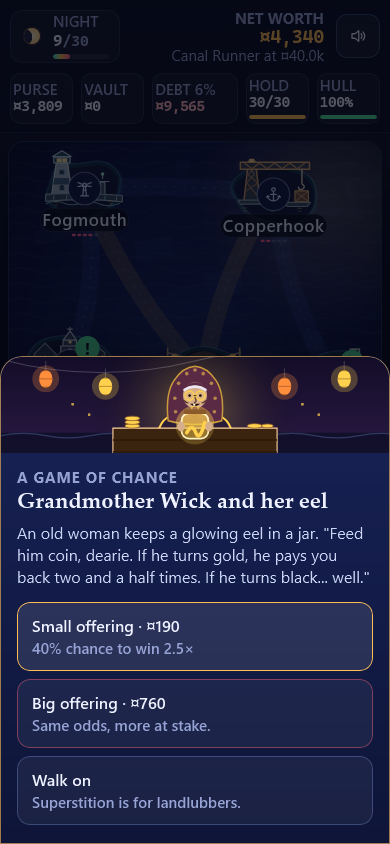 NIGHT
9/30
NET WORTH
¤4,340
Canal Runner at ¤40.0k
PURSE
¤3,809
VAULT
¤0
DEBT 6%
¤9,565
HOLD
30/30
HULL
100%
Fogmouth
Copperhook
!
A GAME OF CHANCE
Grandmother Wick and her eel
An old woman keeps a glowing eel in a jar. "Feed
him coin, dearie. If he turns gold, he pays you
back two and a half times. If he turns black... well."
Small offering · ¤190
40% chance to win 2.5×
Big offering · ¤760
Same odds, more at stake.
Walk on
Superstition is for landlubbers.